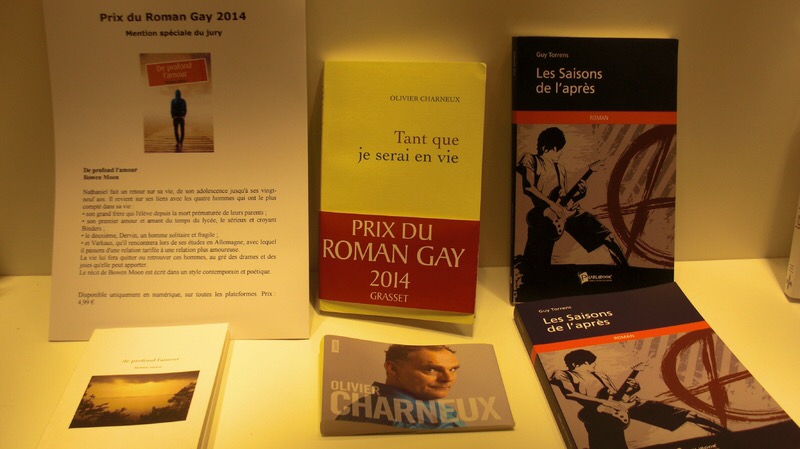 Prix du Roman Gay 2014
Mention spéciale du jury
De profond
l'amour
De profond l'amour
Bowen Moon
Nathaniel fait un retour sur sa vie, de son adolescence jusqu'à ses vingt-
neuf ans. Il revient sur ses liens avec les quatre hommes qui ont le plus
compté dans sa vie :
• son grand frère qui l'élève depuis la mort prématurée de leurs parents ;
• son premier amour et amant du temps du lycée, le sérieux et croyant
Binders ;
• le deuxième, Dervin, un homme solitaire et fragile ;
• et Varhaus, qu'il rencontrera lors de ses études en Allemagne, avec lequel
il passera d'une relation tarifée à une relation plus amoureuse.
La vie lui fera quitter ou retrouver ces hommes, au gré des drames et des
joies qu'elle peut apporter.
Le récit de Bowen Moon est écrit dans un style contemporain et poétique.
Disponible uniquement en numérique, sur toutes les plateformes. Prix :
4,99 €
OLIVIER CHARNEUX
Tant que
je serai en vie
PRIX DU
ROMAN GAY
2014
GRASSET
Guy Torrens
Les Saisons
de l'après
ROMAN
de profond l'amour
OLIVIER
CHARNEUX
Guy Torrens
Les Saisons
de l'après
ROMAN